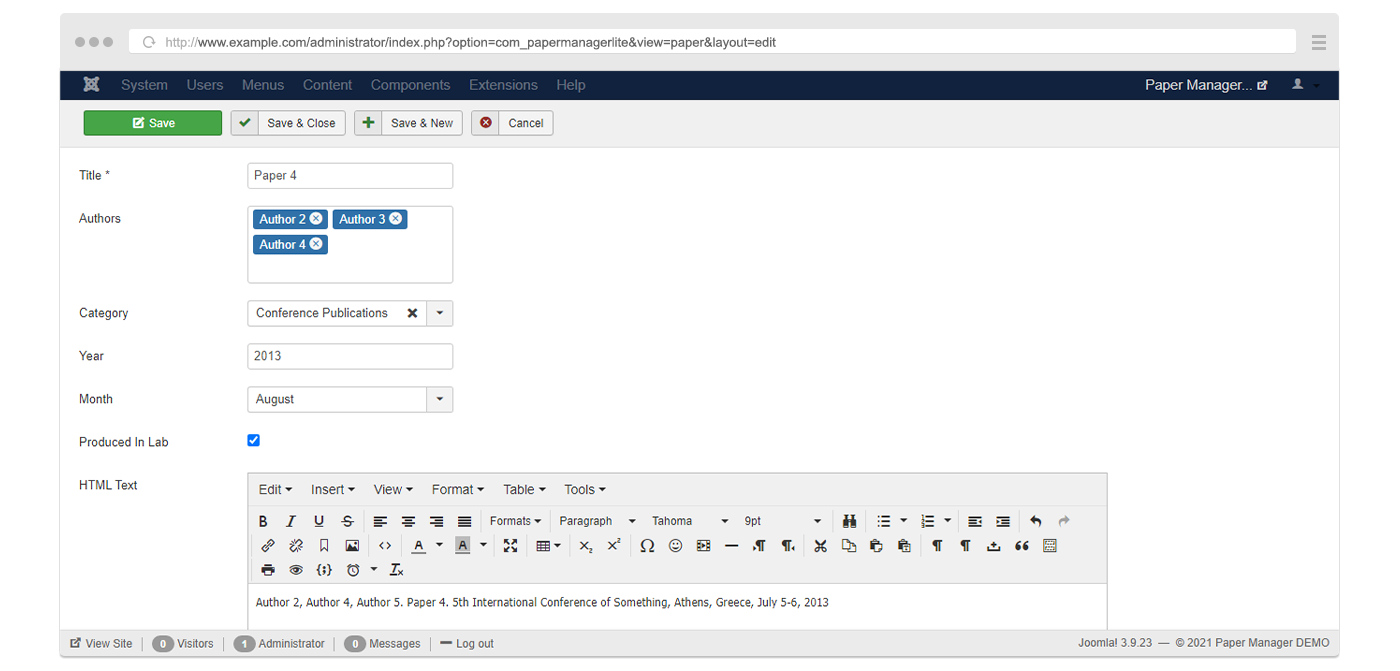 http://www.example.com/administrator/index.php?option=com_papermanagerlite&view=paper&layout=edit
System Users Menus Content Components Extensions Help Paper Manager...
Save Save & Close Save & New Cancel
Title * Paper 4
Authors Author 2 Author 3
Author 4
Category Conference Publications
Year 2013
Month August
Produced In Lab
HTML Text
Edit Insert View Format Table Tools
B I U S Formats Paragraph Tahoma 9pt
A A X2 X2 Ω
Author 2, Author 4, Author 5. Paper 4. 5th International Conference of Something, Athens, Greece, July 5-6, 2013
View Site 0 Visitors 1 Administrator 0 Messages Log out Joomla! 3.9.23 — © 2021 Paper Manager DEMO